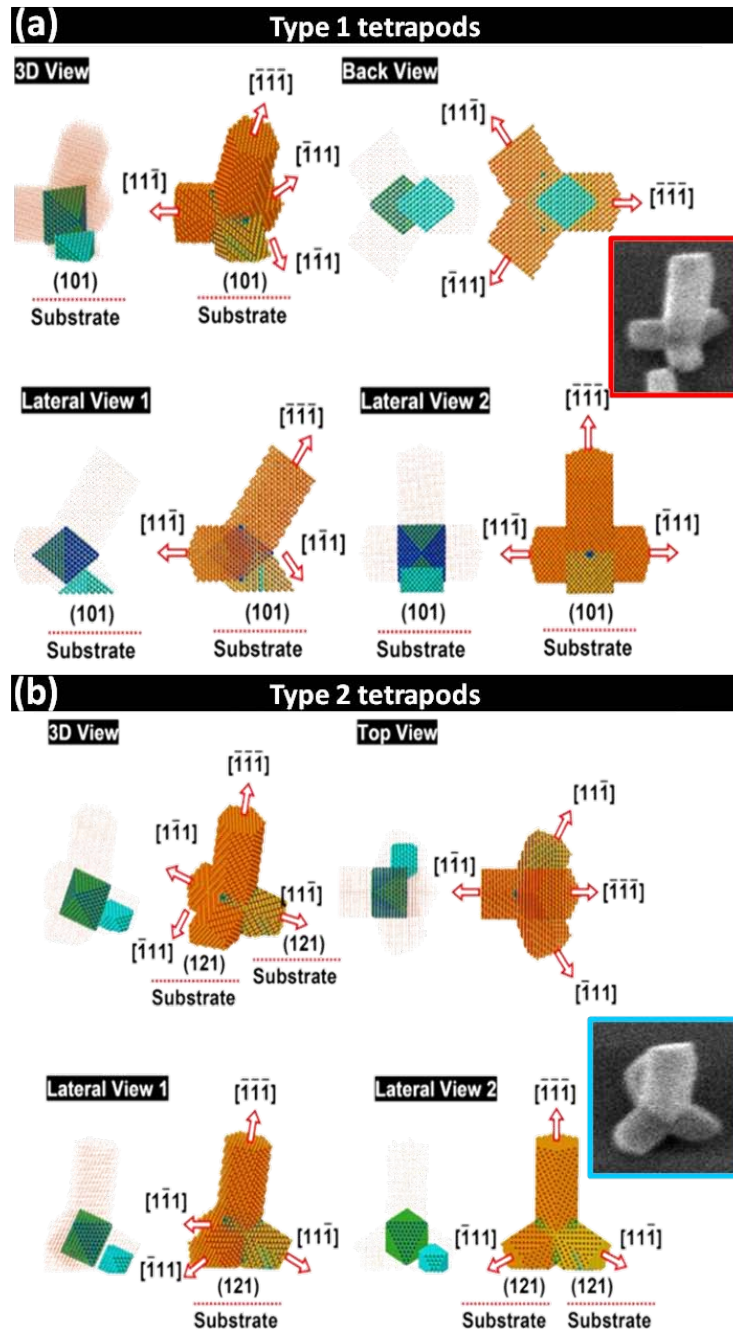 (a) Type 1 tetrapods
3D View
Back View
[1̅1̅1̅]
[1̅11]
[111̅]
[11̅1]
(101)
(101)
Substrate
Substrate
[111̅]
[1̅1̅1̅]
[1̅11]
Lateral View 1
Lateral View 2
[1̅1̅1̅]
[111̅]
[11̅1]
(101)
(101)
Substrate
Substrate
[1̅1̅1̅]
[111̅]
[1̅11]
(101)
(101)
Substrate
Substrate
(b) Type 2 tetrapods
3D View
Top View
[1̅1̅1̅]
[11̅1]
[111̅]
[1̅11]
(121)
(121)
Substrate
Substrate
[111̅]
[11̅1]
[1̅1̅1̅]
[1̅11]
Lateral View 1
Lateral View 2
[1̅1̅1̅]
[11̅1]
[1̅11]
[111̅]
(121)
Substrate
[1̅1̅1̅]
[1̅11]
[111̅]
(121)
(121)
Substrate
Substrate